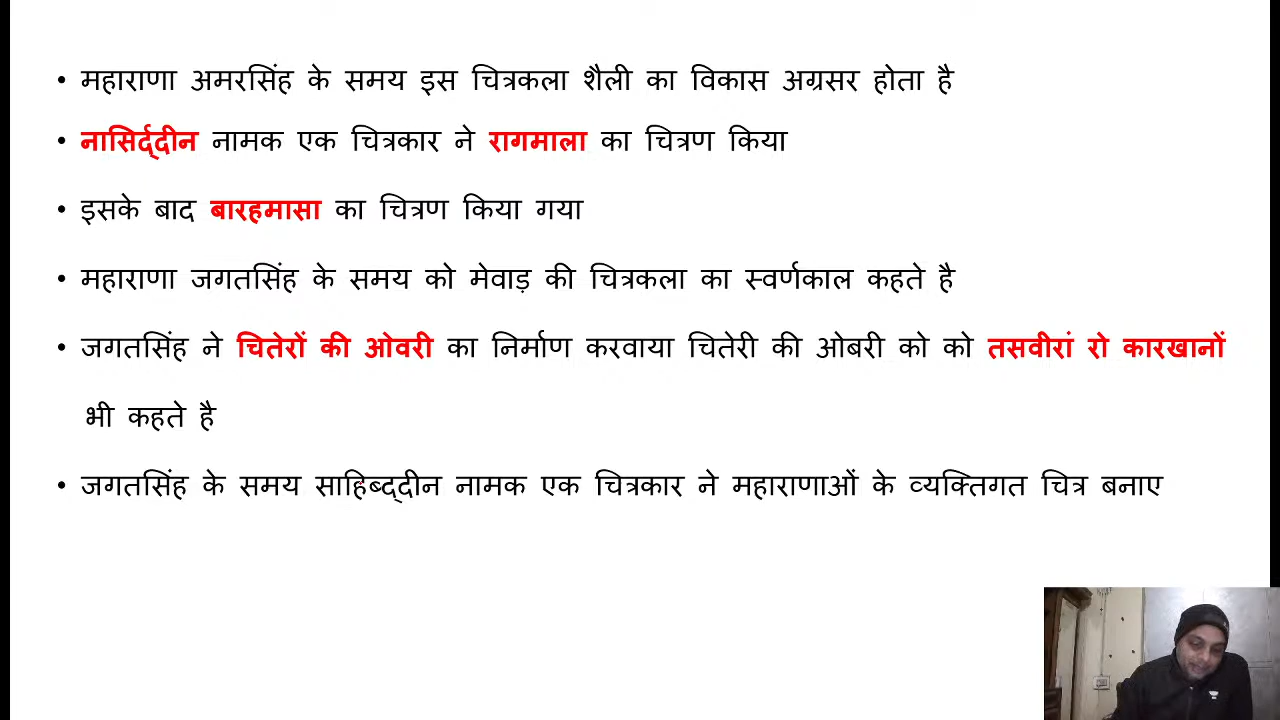 • महाराणा अमरसिंह के समय इस चित्रकला शैली का विकास अग्रसर होता है
• नासिर्द्दीन नामक एक चित्रकार ने रागमाला का चित्रण किया
• इसके बाद बारहमासा का चित्रण किया गया
• महाराणा जगतसिंह के समय को मेवाड़ की चित्रकला का स्वर्णकाल कहते है
• जगतसिंह ने चितेरों की ओवरी का निर्माण करवाया चितेरी की ओबरी को को तसवीरां रो कारखानों
भी कहते है
• जगतसिंह के समय साहिब्द्दीन नामक एक चित्रकार ने महाराणाओं के व्यक्तिगत चित्र बनाए